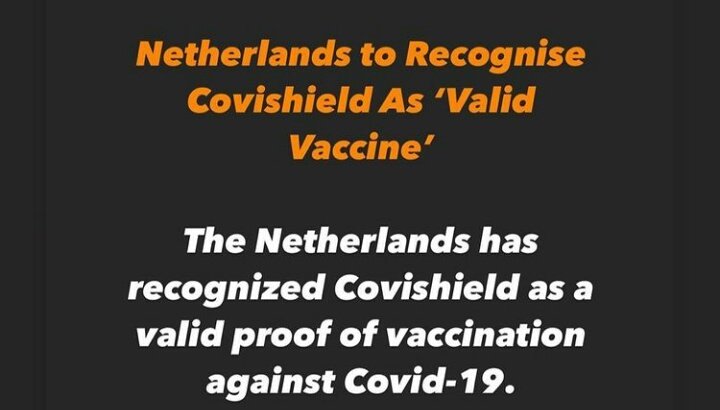 Netherlands to Recognise
Covishield As ‘Valid
Vaccine’
The Netherlands has
recognized Covishield as a
valid proof of vaccination
against Covid-19.